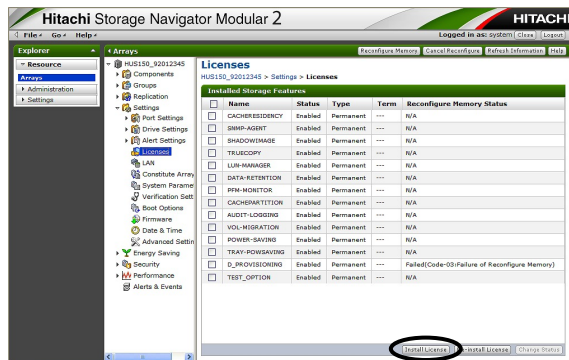 Hitachi Storage Navigator Modular 2
HITACHI
File Go Help
Logged in as: system Close Logout
Explorer
Arrays
Reconfigure Memory Cancel Reconfigure Refresh Information Help
Resource
Arrays
Administration
Settings
HUS150_92012345
Components
Groups
Replication
Settings
Port Settings
Drive Settings
Alert Settings
Licenses
LAN
Constitute Array
System Parame
Verification Sett
Boot Options
Firmware
Date & Time
Advanced Settin
Energy Saving
Security
Performance
Alerts & Events
Licenses
HUS150_92012345 > Settings > Licenses
Installed Storage Features
Name Status Type Term Reconfigure Memory Status
CACHERESIDENCY Enabled Permanent --- N/A
SNMP-AGENT Enabled Permanent --- N/A
SHADOWIMAGE Enabled Permanent --- N/A
TRUECOPY Enabled Permanent --- N/A
LUN-MANAGER Enabled Permanent --- N/A
DATA-RETENTION Enabled Permanent --- N/A
PFM-MONITOR Enabled Permanent --- N/A
CACHEPARTITION Enabled Permanent --- N/A
AUDIT-LOGGING Enabled Permanent --- N/A
VOL-MIGRATION Enabled Permanent --- N/A
POWER-SAVING Enabled Permanent --- N/A
TRAY-POWSAVING Enabled Permanent --- N/A
D_PROVISIONING Enabled Permanent --- Failed(Code-03:Failure of Reconfigure Memory)
TEST_OPTION Enabled Permanent --- N/A
Install License -install License Change Status